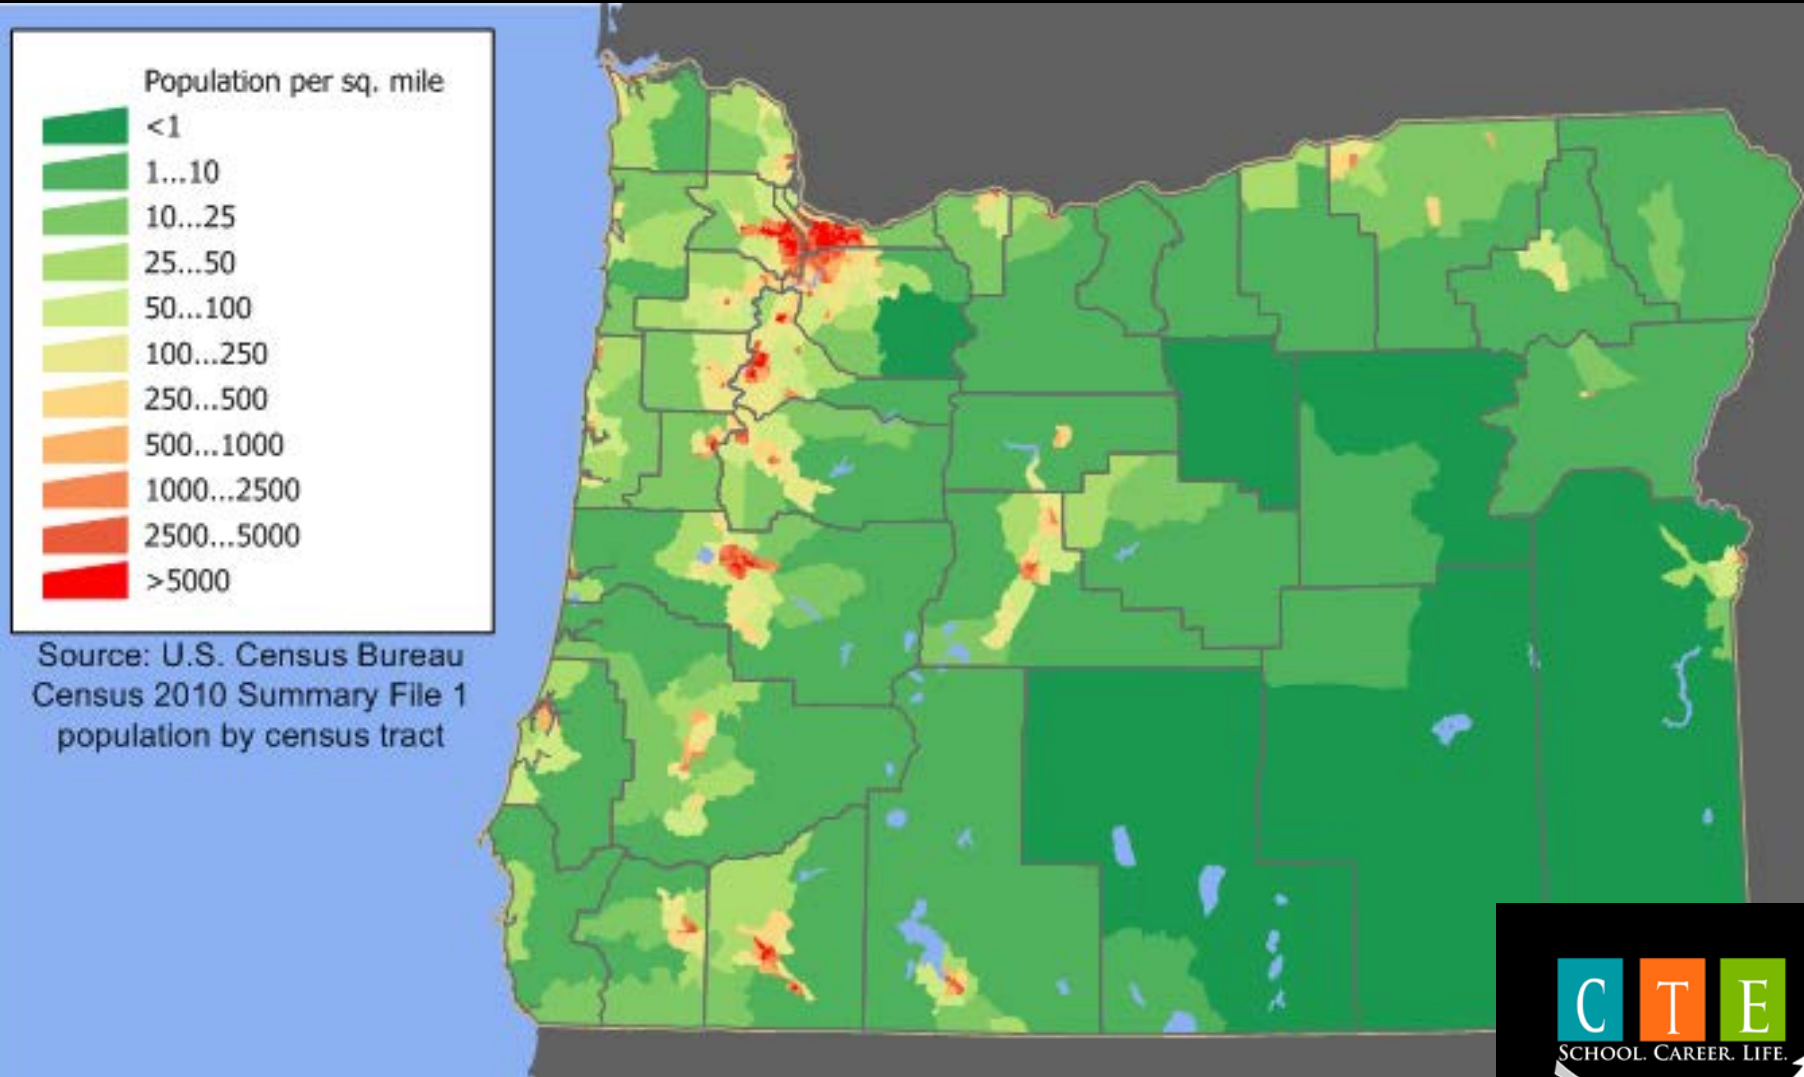 Population per sq. mile
<1
1...10
10...25
25...50
50...100
100...250
250...500
500...1000
1000...2500
2500...5000
>5000
Source: U.S. Census Bureau
Census 2010 Summary File 1
population by census tract
C T E
SCHOOL. CAREER. LIFE.